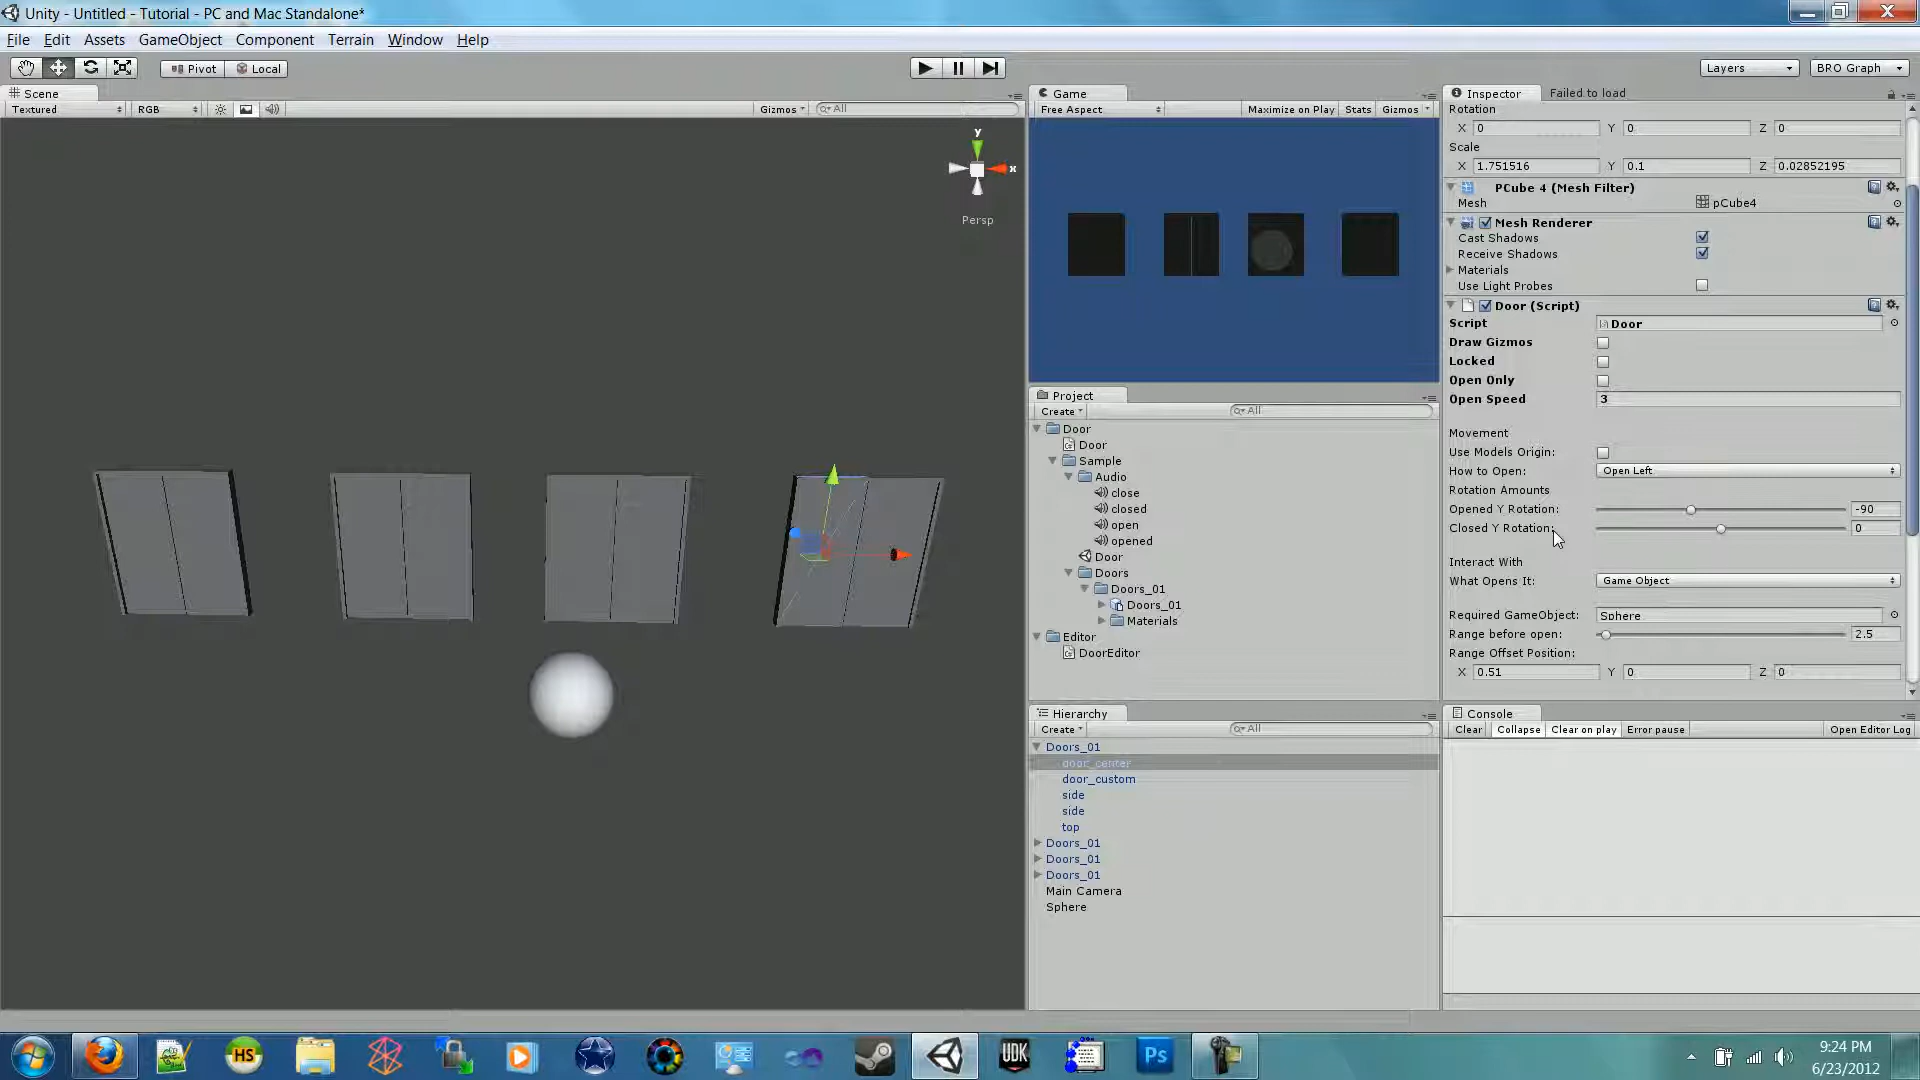 Unity - Untitled - Tutorial - PC and Mac Standalone*
File Edit Assets GameObject Component Terrain Window Help
Pivot Local Layers BRO Graph
Scene
Textured RGB Gizmos All
y
x
Persp
Game
Free Aspect Maximize on Play Stats Gizmos
Project
Create All
Door
Door
Sample
Audio
close
closed
open
opened
Door
Doors
Doors_01
Doors_01
Materials
Editor
DoorEditor
Hierarchy
Create All
Doors_01
door_center
door_custom
side
side
top
Doors_01
Doors_01
Doors_01
Main Camera
Sphere
Inspector Failed to load
Rotation
X 0 Y 0 Z 0
Scale
X 1.751516 Y 0.1 Z 0.02852195
PCube 4 (Mesh Filter)
Mesh pCube4
Mesh Renderer
Cast Shadows
Receive Shadows
Materials
Use Light Probes
Door (Script)
Script Door
Draw Gizmos
Locked
Open Only
Open Speed 3
Movement
Use Models Origin:
How to Open: Open Left
Rotation Amounts
Opened Y Rotation: -90
Closed Y Rotation: 0
Interact With
What Opens It: Game Object
Required GameObject: Sphere
Range before open: 2.5
Range Offset Position:
X 0.51 Y 0 Z 0
Console
Clear Collapse Clear on play Error pause Open Editor Log
HS
UDK
Ps
9:24 PM
6/23/2012